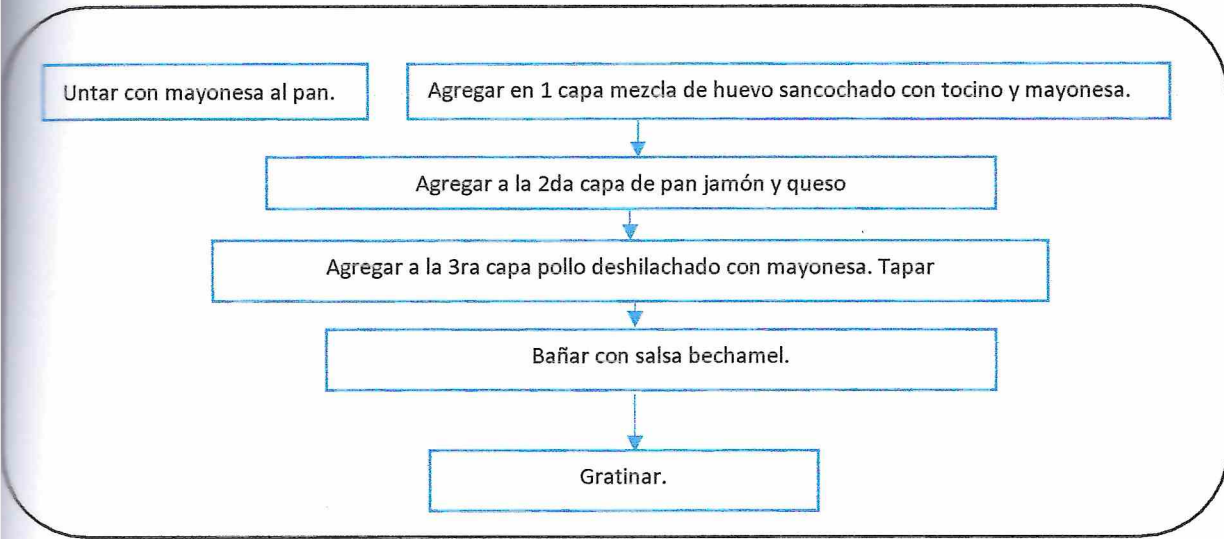 Untar con mayonesa al pan.
Agregar en 1 capa mezcla de huevo sancochado con tocino y mayonesa.
Agregar a la 2da capa de pan jamón y queso
Agregar a la 3ra capa pollo deshilachado con mayonesa. Tapar
Bañar con salsa bechamel.
Gratinar.